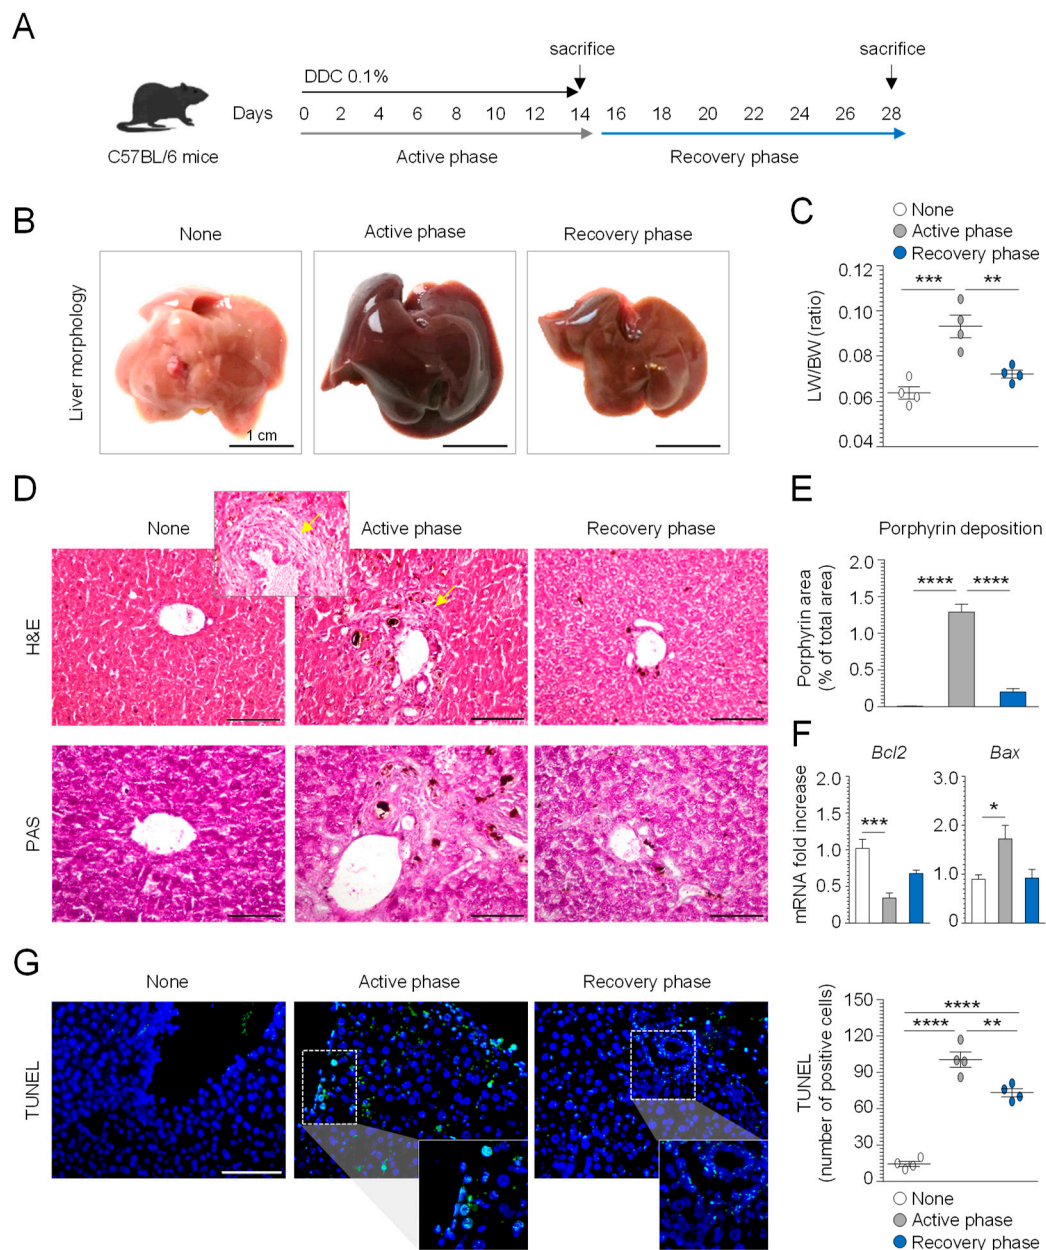 A
sacrifice
sacrifice
DDC 0.1%
Days
0 2 4 6 8 10 12 14 16 18 20 22 24 26 28
C57BL/6 mice
Active phase
Recovery phase
B
None
Active phase
Recovery phase
Liver morphology
1 cm
C
None
Active phase
Recovery phase
LW/BW (ratio)
0.12
0.10
0.08
0.06
0.04
***
**
D
None
Active phase
Recovery phase
H&E
PAS
E
Porphyrin deposition
Porphyrin area
(% of total area)
2.0
1.5
1.0
0.5
0
****
****
F
Bcl2
Bax
mRNA fold increase
2.0
1.5
1.0
0.5
0
***
3.0
2.0
1.0
0
*
G
None
Active phase
Recovery phase
TUNEL
TUNEL
(number of positive cells)
150
120
90
60
30
0
****
****
**
None
Active phase
Recovery phase